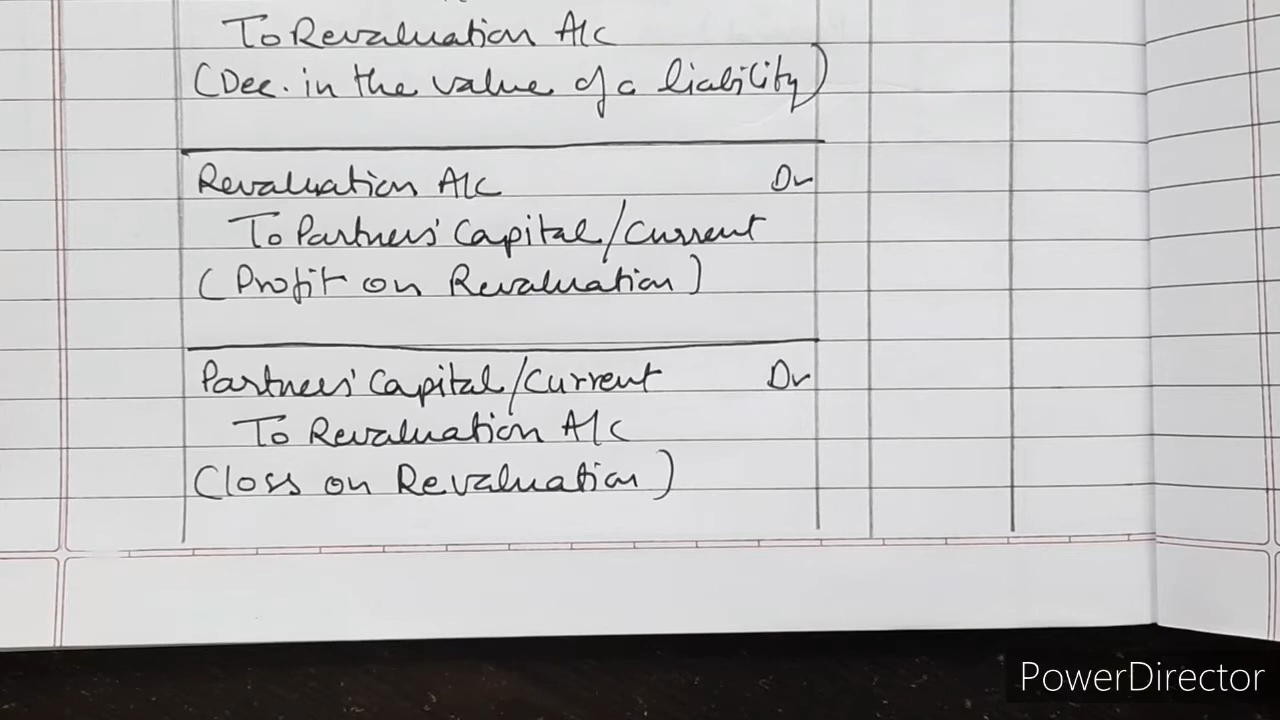 To Revaluation A/c
(Dec. in the value of a liability)
Revaluation A/c Dr
To Partners' Capital/Current
(Profit on Revaluation)
Partners' Capital/Current Dr
To Revaluation A/c
(Loss on Revaluation)
PowerDirector